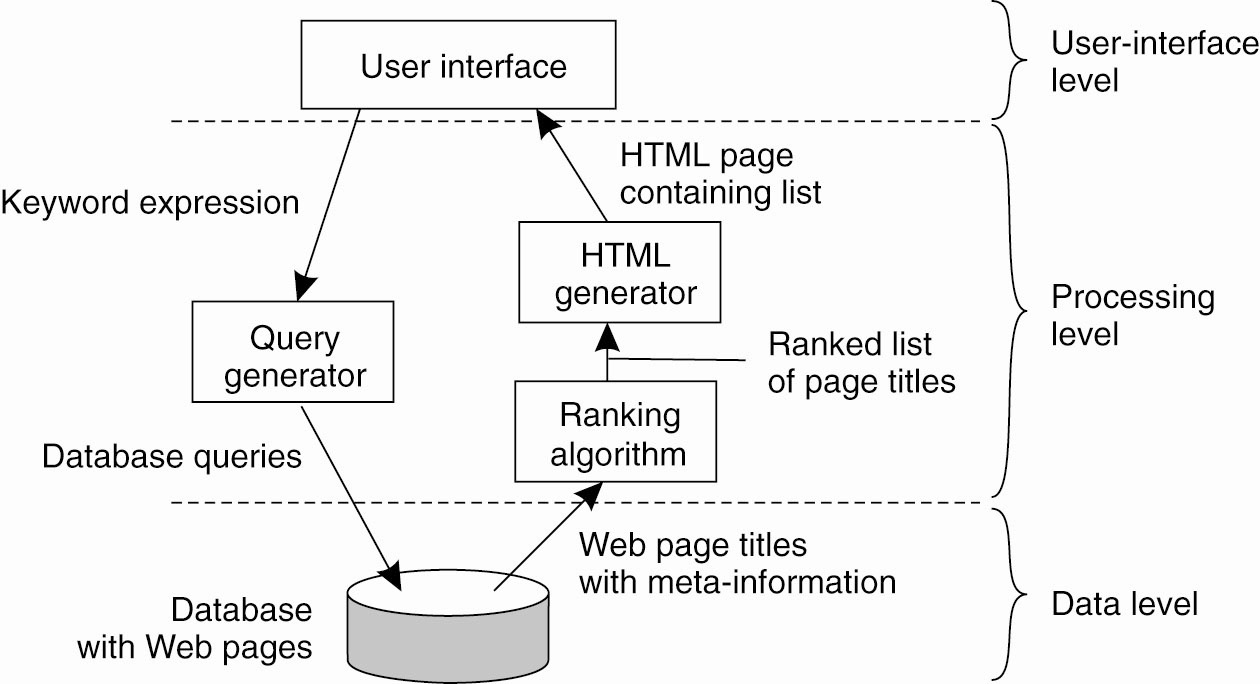 User interface
User-interface
level
HTML page
containing list
Keyword expression
HTML
generator
Processing
level
Query
generator
Ranked list
of page titles
Ranking
algorithm
Database queries
Web page titles
with meta-information
Database
with Web pages
Data level